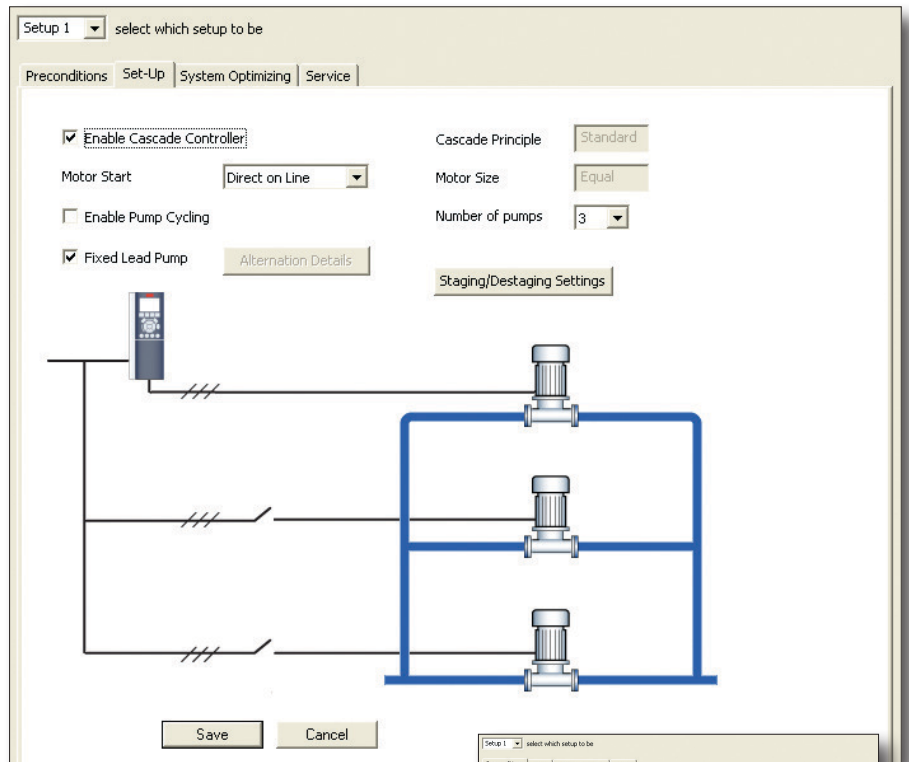 Setup 1 select which setup to be
Preconditions Set-Up System Optimizing Service
Enable Cascade Controller
Cascade Principle Standard
Motor Start Direct on Line
Motor Size Equal
Enable Pump Cycling
Number of pumps 3
Fixed Lead Pump Alternation Details
Staging/Destaging Settings
Save Cancel
Setup 1 select which setup to be